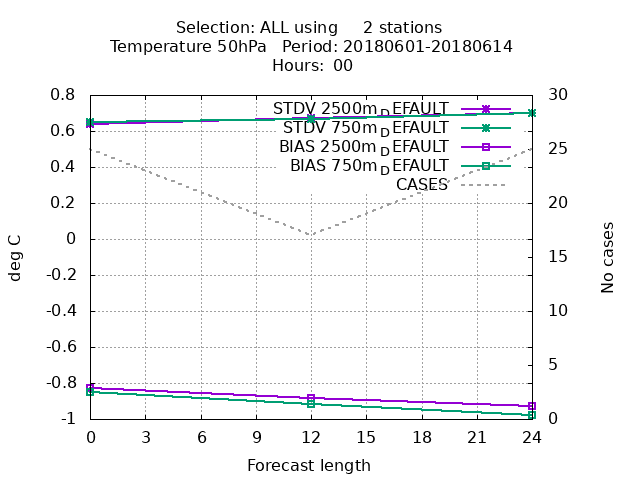 Selection: ALL using 2 stations
Temperature 50hPa Period: 20180601-20180614
Hours: 00
0.8
0.6
0.4
0.2
0
-0.2
-0.4
-0.6
-0.8
-1
deg C
STDV 2500m_DEFAULT
STDV 750m_DEFAULT
BIAS 2500m_DEFAULT
BIAS 750m_DEFAULT
CASES
30
25
20
15
10
5
0
No cases
0 3 6 9 12 15 18 21 24
Forecast length